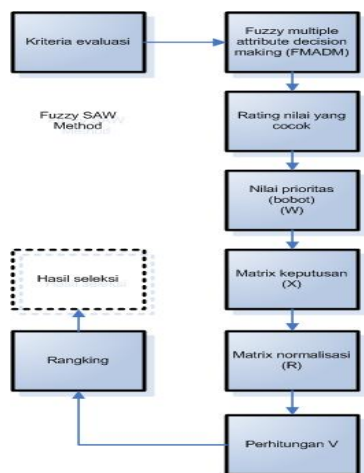 Kriteria evaluasi
Fuzzy multiple
attribute decision
making (FMADM)
Fuzzy SAW
Method
Rating nilai yang
cocok
Nilai prioritas
(bobot)
(W)
Hasil seleksi
Matrix keputusan
(X)
Rangking
Matrix normalisasi
(R)
Perhitungan V